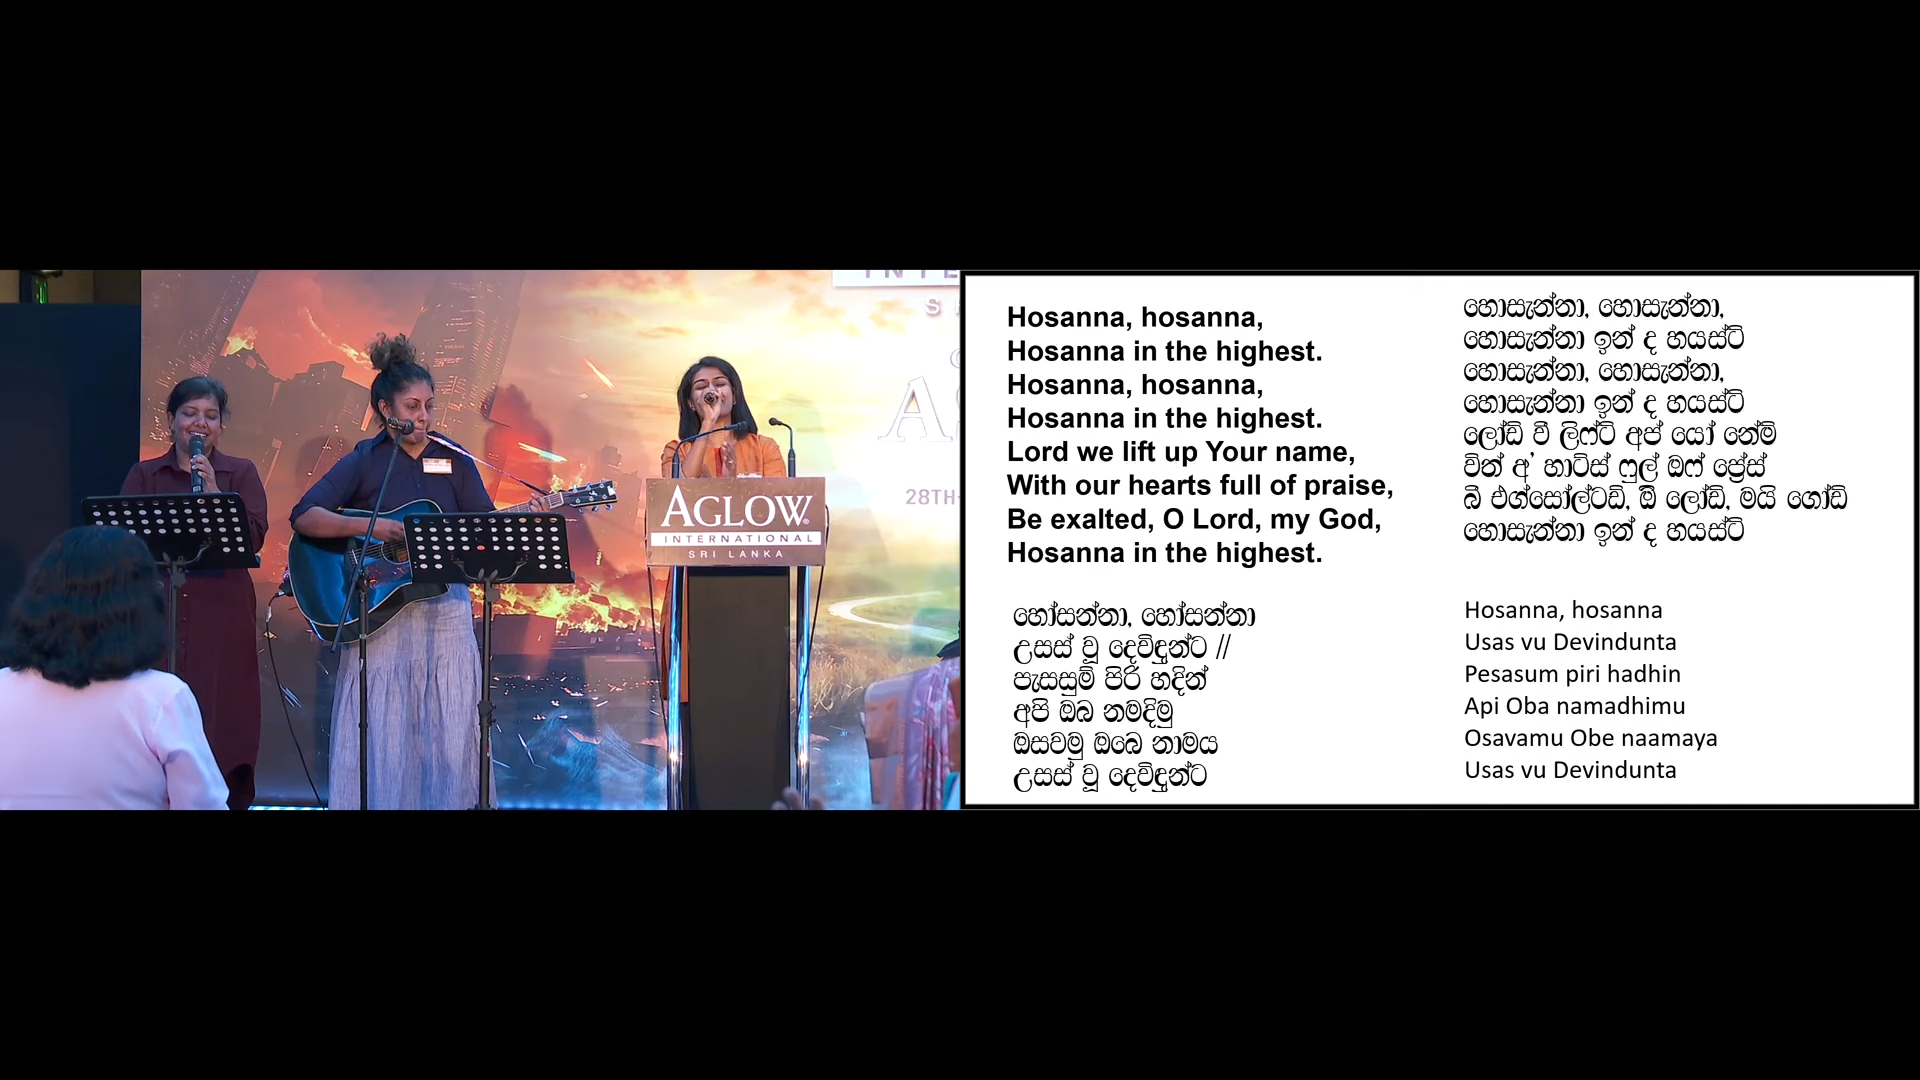 INTE
S
AS
28TH-
AGLOW
INTERNATIONAL
SRI LANKA
Hosanna, hosanna,
Hosanna in the highest.
Hosanna, hosanna,
Hosanna in the highest.
Lord we lift up Your name,
With our hearts full of praise,
Be exalted, O Lord, my God,
Hosanna in the highest.
හොසැන්නා, හොසැන්නා,
හොසැන්නා ඉන් ද හයස්ට්
හොසැන්නා, හොසැන්නා,
හොසැන්නා ඉන් ද හයස්ට්
ලෝඩ් වී ලිෆ්ට් අප් යෝ නේම්
විත් අ' හාට්ස් ෆුල් ඔෆ් ප්‍රේස්
බී එග්සෝල්ටඩ්, ඕ ලෝඩ්, මයි ගෝඩ්
හොසැන්නා ඉන් ද හයස්ට්
හෝසන්නා, හෝසන්නා
උසස් වූ දෙවිඳුන්ට //
පැසසුම් පිරි හදින්
අපි ඔබ නමදිමු
ඔසවමු ඔබෙ නාමය
උසස් වූ දෙවිඳුන්ට
Hosanna, hosanna
Usas vu Devindunta
Pesasum piri hadhin
Api Oba namadhimu
Osavamu Obe naamaya
Usas vu Devindunta